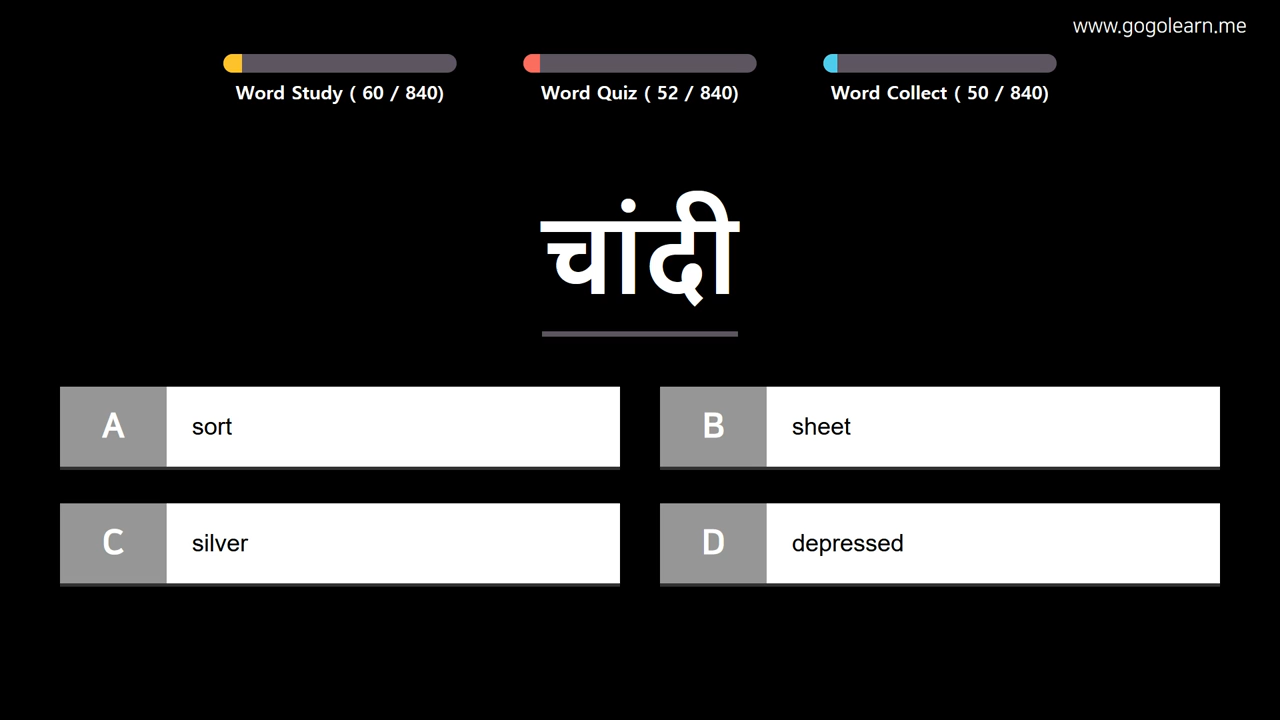 www.gogolearn.me
Word Study ( 60 / 840)
Word Quiz ( 52 / 840)
Word Collect ( 50 / 840)
चांदी
A sort
B sheet
C silver
D depressed